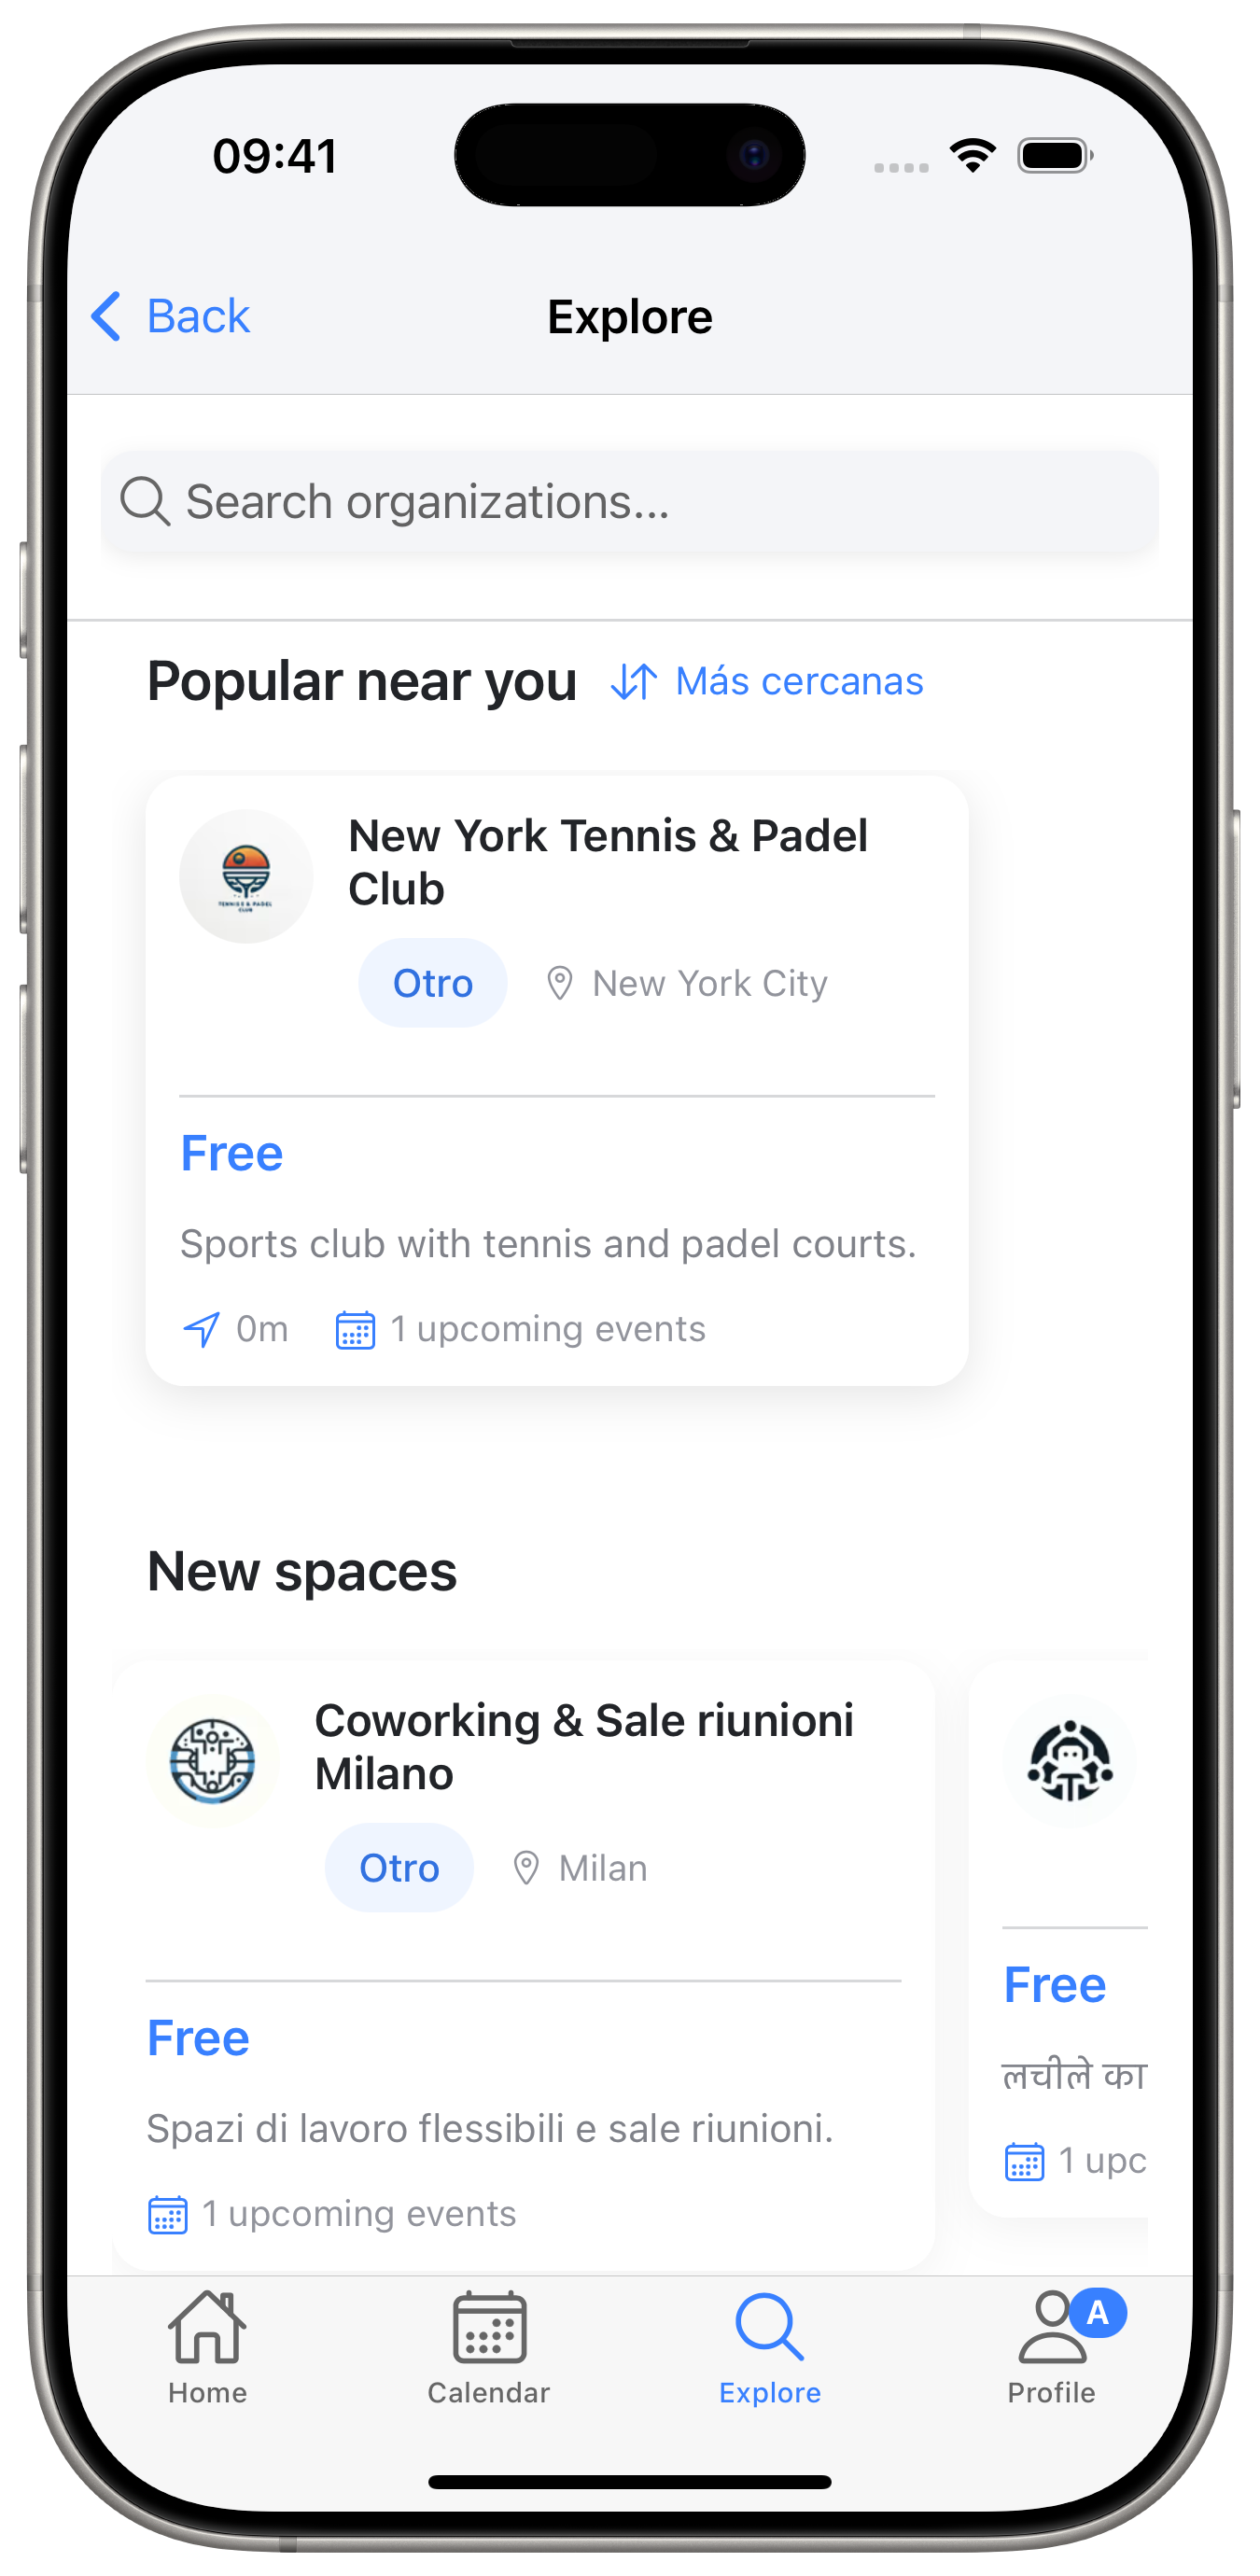 09:41
Back
Explore
Search organizations...
Popular near you
Más cercanas
New York Tennis & Padel
Club
TENNIS & PADEL
CLUB
Otro
New York City
Free
Sports club with tennis and padel courts.
0m
1 upcoming events
New spaces
Coworking & Sale riunioni
Milano
Otro
Milan
Free
Spazi di lavoro flessibili e sale riunioni.
1 upcoming events
Free
लचीले का
1 upc
Home
Calendar
Explore
A
Profile